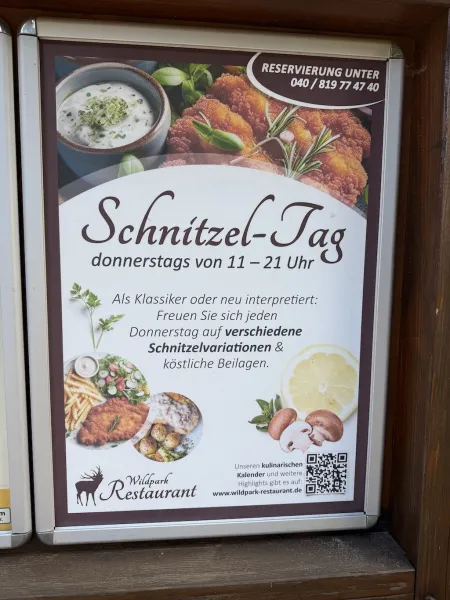 RESERVIERUNG UNTER
040 / 819 77 47 40
Schnitzel-Tag
donnerstags von 11 – 21 Uhr
Als Klassiker oder neu interpretiert:
Freuen Sie sich jeden
Donnerstag auf verschiedene
Schnitzelvariationen &
köstliche Beilagen.
Wildpark
Restaurant
Unseren kulinarischen
Kalender und weitere
Highlights gibt es auf:
www.wildpark-restaurant.de